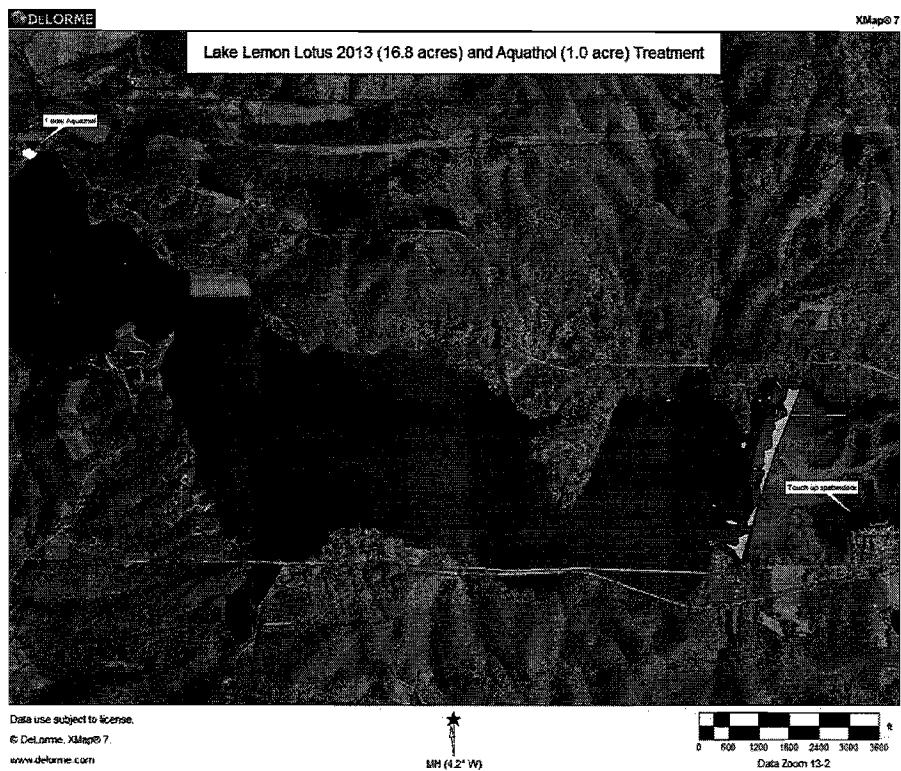 DELORME
XMap® 7
Lake Lemon Lotus 2013 (16.8 acres) and Aquathol (1.0 acre) Treatment
Aquathol
Touch up spatterdock
Data use subject to license.
© DeLorme. XMap® 7.
www.delorme.com
MN (4.2° W)
ft
0 600 1200 1800 2400 3000 3600
Data Zoom 13-2